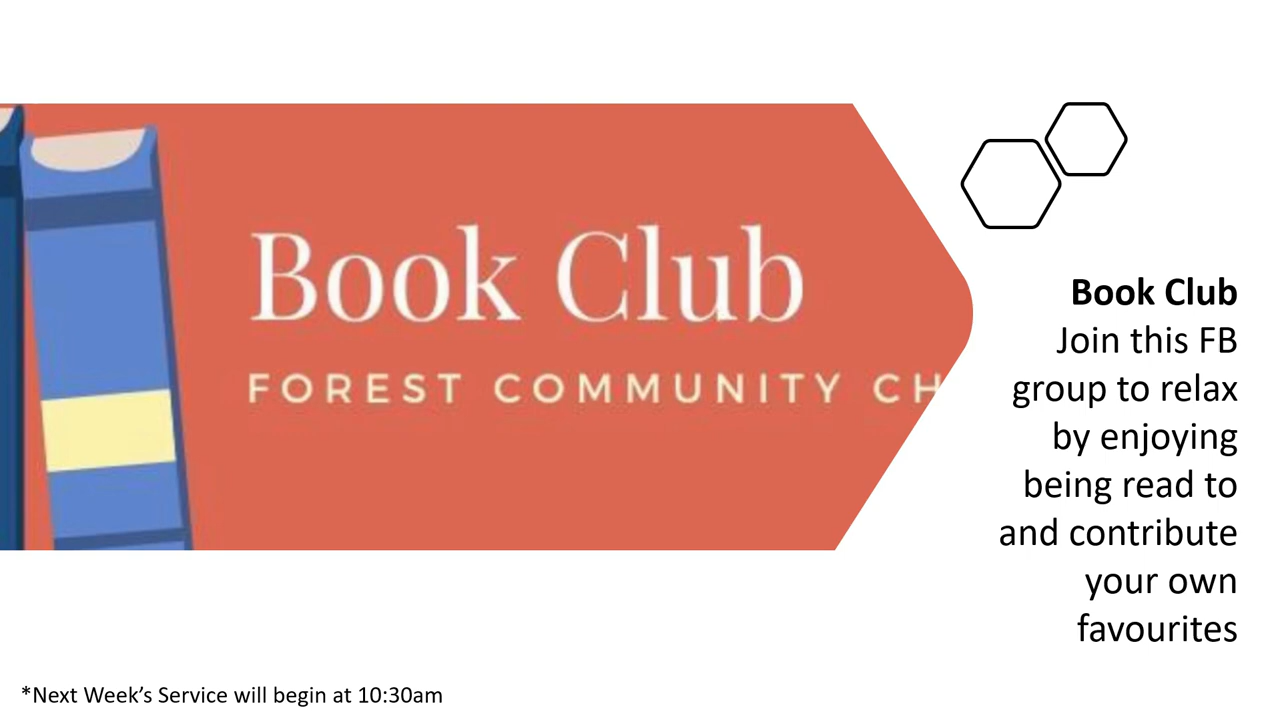 Book Club
FOREST COMMUNITY CH
Book Club
Join this FB
group to relax
by enjoying
being read to
and contribute
your own
favourites
*Next Week’s Service will begin at 10:30am